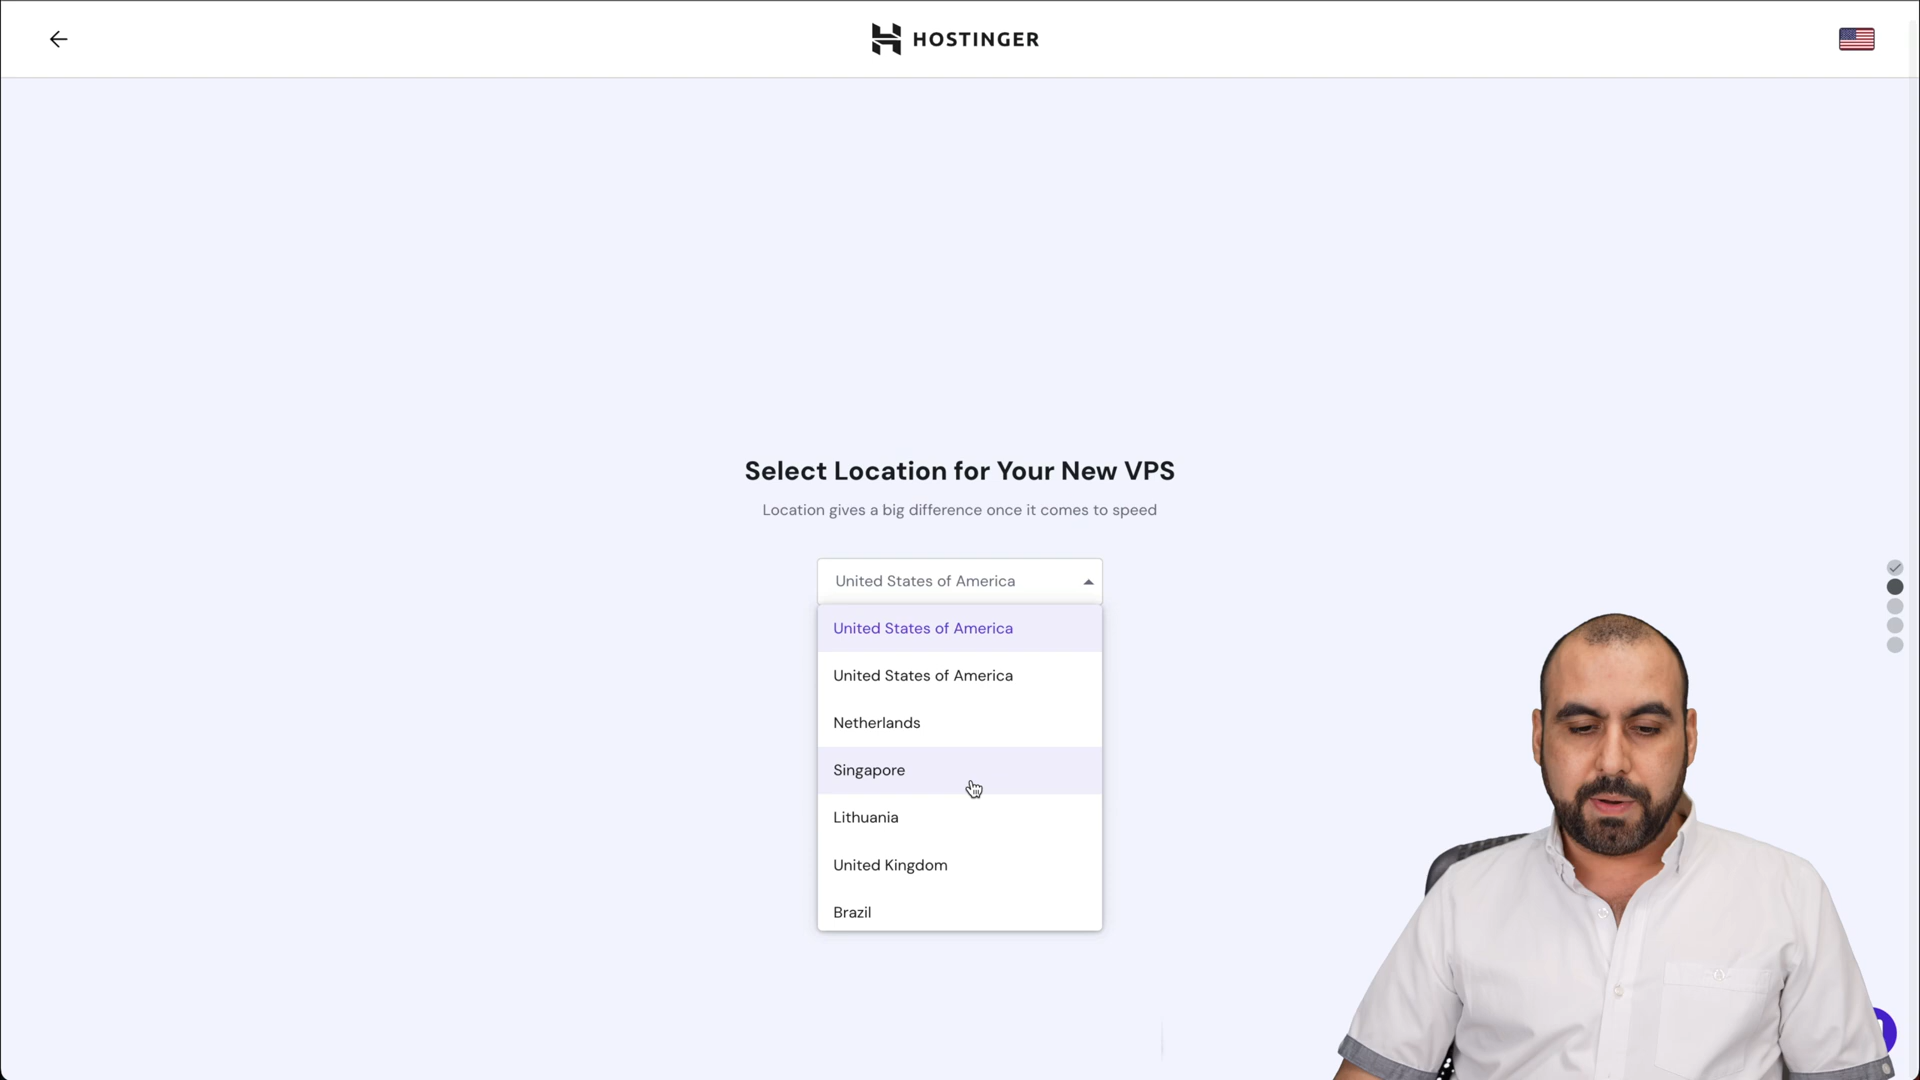 HOSTINGER
Select Location for Your New VPS
Location gives a big difference once it comes to speed
United States of America
United States of America
United States of America
Netherlands
Singapore
Lithuania
United Kingdom
Brazil